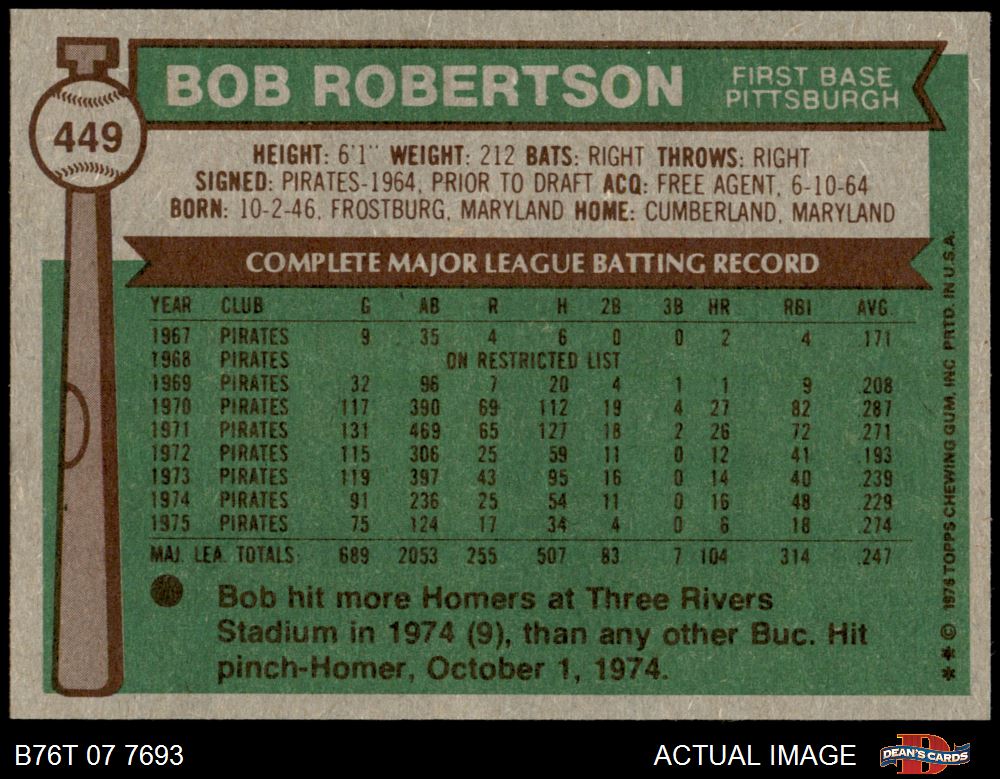 449
BOB ROBERTSON
FIRST BASE
PITTSBURGH
HEIGHT: 6'1" WEIGHT: 212 BATS: RIGHT THROWS: RIGHT
SIGNED: PIRATES-1964, PRIOR TO DRAFT ACQ: FREE AGENT, 6-10-64
BORN: 10-2-46, FROSTBURG, MARYLAND HOME: CUMBERLAND, MARYLAND
COMPLETE MAJOR LEAGUE BATTING RECORD
YEAR CLUB G AB R H 2B 3B HR RBI AVG.
1967 PIRATES 9 35 4 6 0 0 2 4 .171
1968 PIRATES ON RESTRICTED LIST
1969 PIRATES 32 96 7 20 4 1 1 9 .208
1970 PIRATES 117 390 69 112 19 4 27 82 .287
1971 PIRATES 131 469 65 127 18 2 26 72 .271
1972 PIRATES 115 306 25 59 11 0 12 41 .193
1973 PIRATES 119 397 43 95 16 0 14 40 .239
1974 PIRATES 91 236 25 54 11 0 16 48 .229
1975 PIRATES 75 124 17 34 4 0 6 18 .274
MAJ. LEA. TOTALS 689 2053 255 507 83 7 104 314 .247
Bob hit more Homers at Three Rivers
Stadium in 1974 (9), than any other Buc. Hit
pinch-Homer, October 1, 1974.
** © 1976 TOPPS CHEWING GUM, INC. PRTD. IN U.S.A.
B76T 07 7693
ACTUAL IMAGE
DEAN'S CARDS